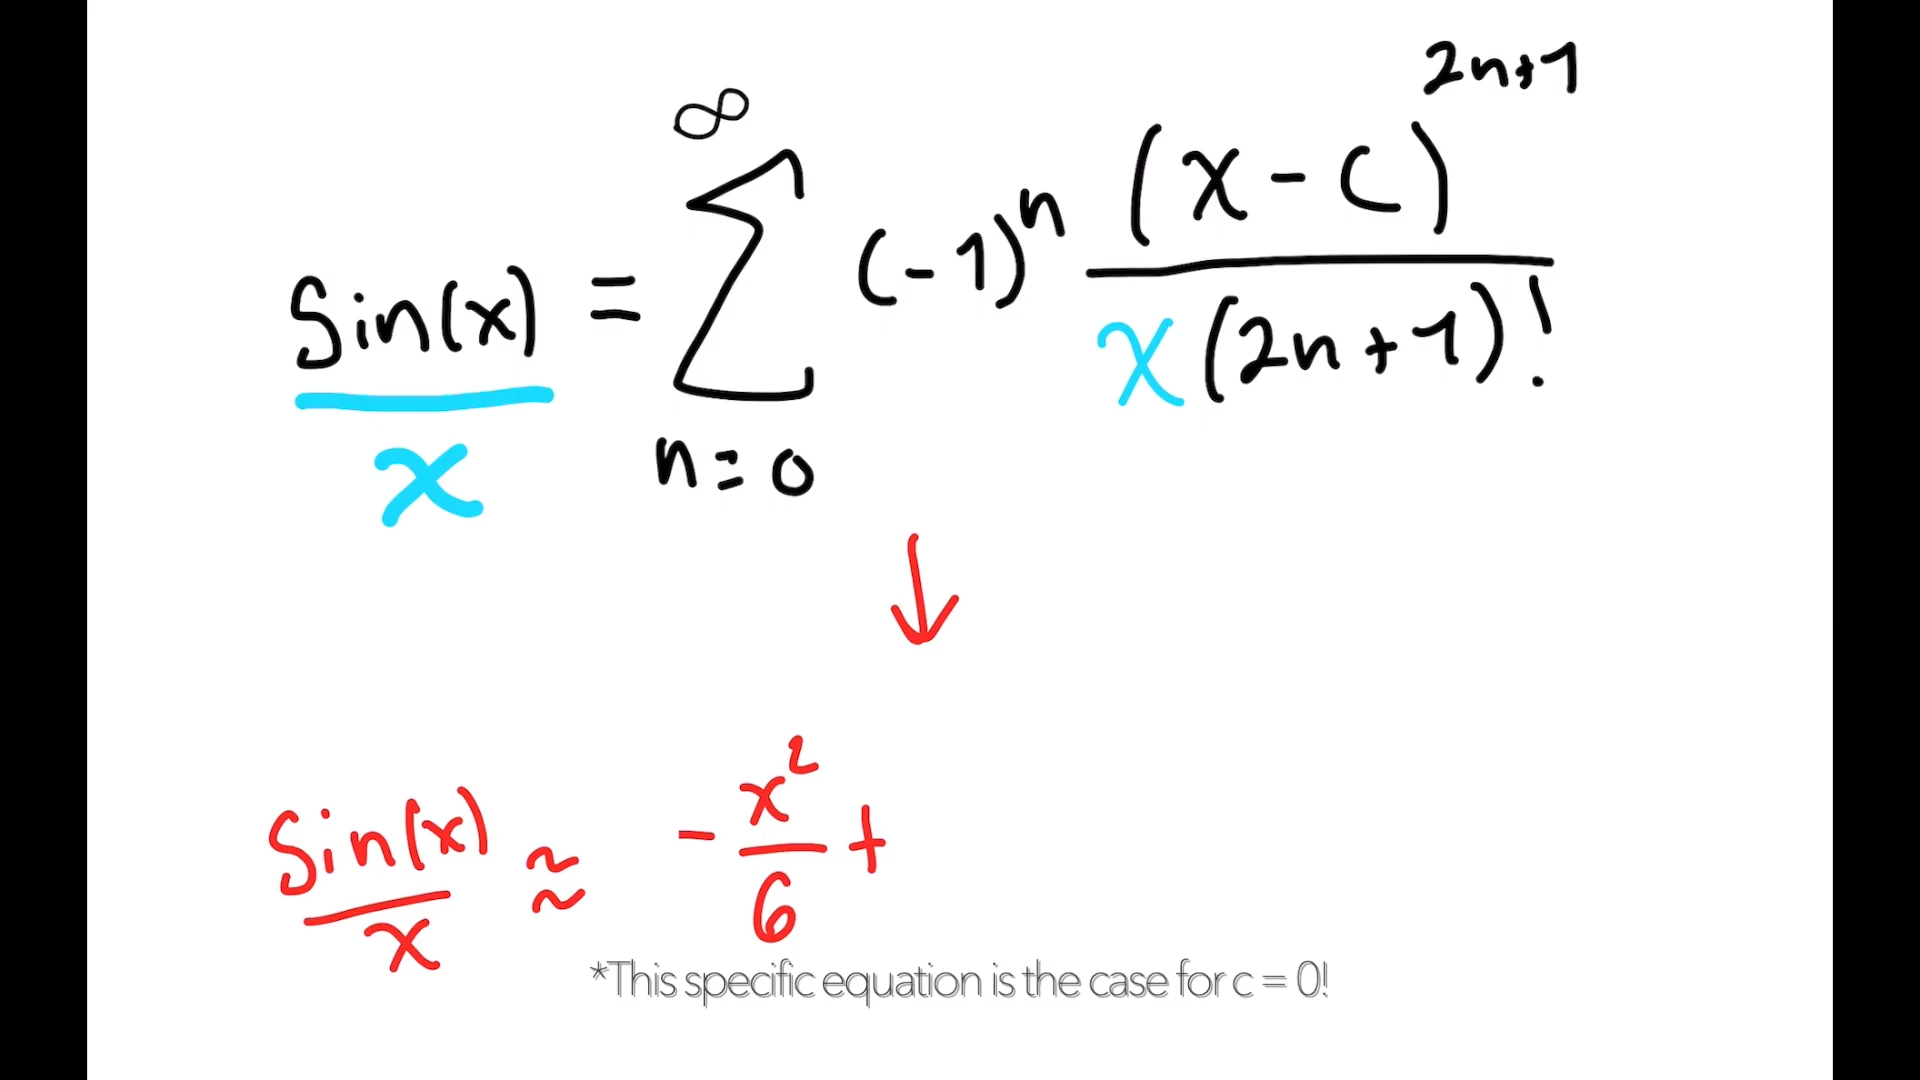 sin(x)/x = ∞ Σ n=0 (-1)^n (x-c)^2n+1 / x(2n+1)!
↓
sin(x)/x ≈ - x^2/6 +
*This specific equation is the case for c = 0!